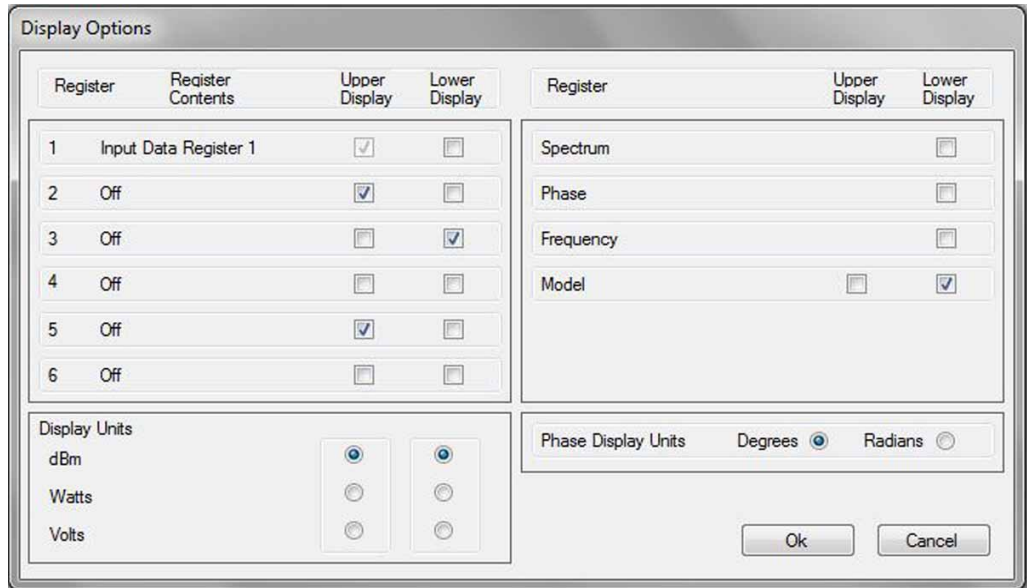 Display Options
Register Register Contents Upper Display Lower Display
1 Input Data Register 1
2 Off
3 Off
4 Off
5 Off
6 Off
Register Upper Display Lower Display
Spectrum
Phase
Frequency
Model
Display Units
dBm
Watts
Volts
Phase Display Units Degrees Radians
Ok Cancel